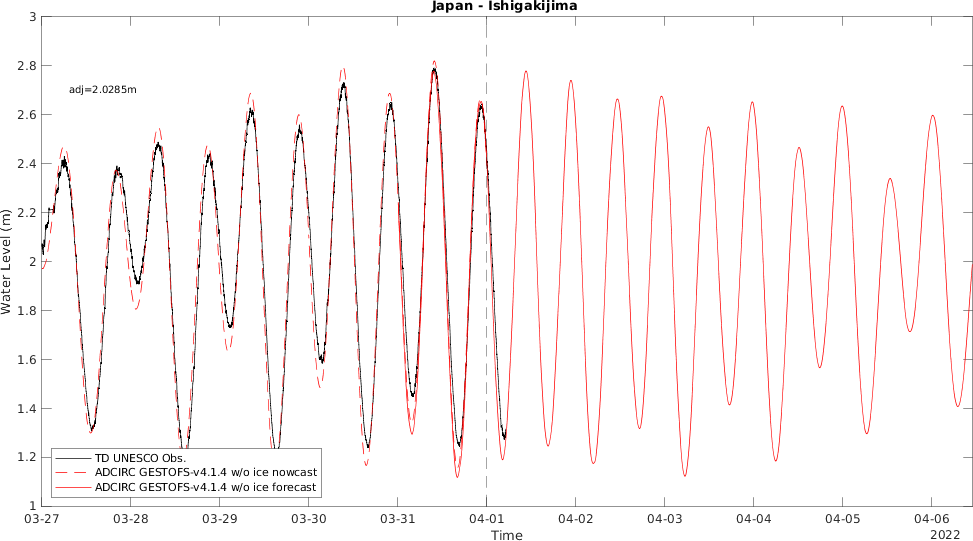 Japan - Ishigakijima
3
2.8
adj=2.0285m
2.6
2.4
2.2
2
1.8
1.6
1.4
1.2
1
Water Level (m)
TD UNESCO Obs.
ADCIRC GESTOFS-v4.1.4 w/o ice nowcast
ADCIRC GESTOFS-v4.1.4 w/o ice forecast
03-27 03-28 03-29 03-30 03-31 04-01 04-02 04-03 04-04 04-05 04-06
Time
2022